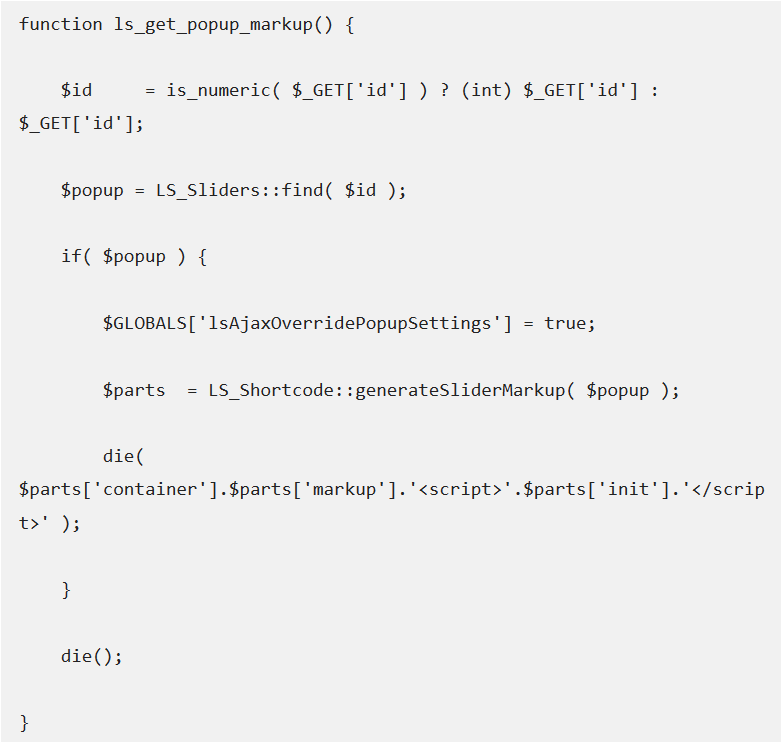 function ls_get_popup_markup() {
    $id     = is_numeric( $_GET['id'] ) ? (int) $_GET['id'] :
$_GET['id'];
    $popup = LS_Sliders::find( $id );
    if( $popup ) {
        $GLOBALS['lsAjaxOverridePopupSettings'] = true;
        $parts  = LS_Shortcode::generateSliderMarkup( $popup );
        die(
$parts['container'].$parts['markup'].'<script>'.$parts['init'].'</scrip
t>' );
    }
    die();
}